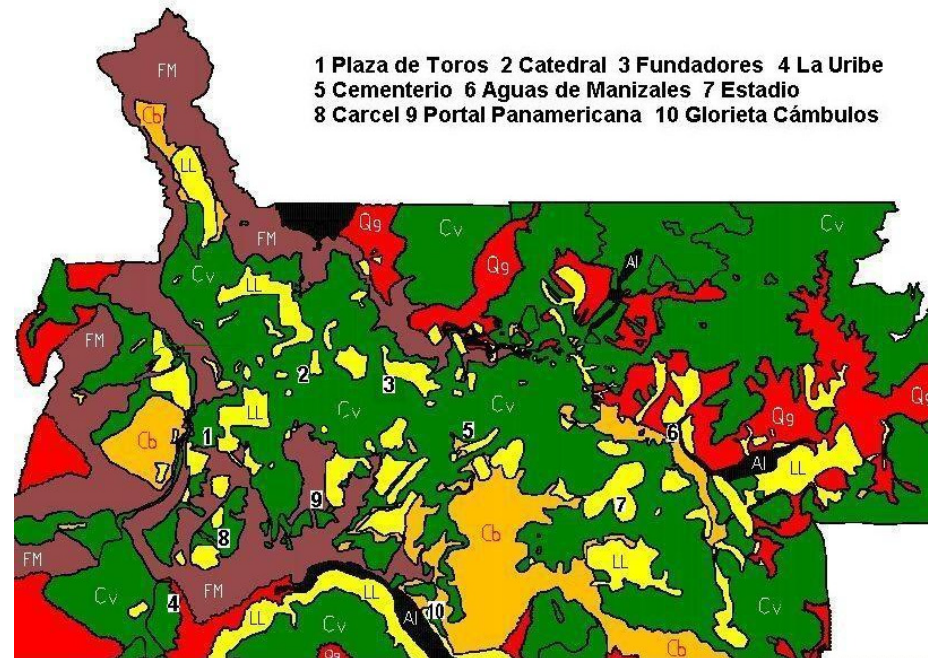 1 Plaza de Toros 2 Catedral 3 Fundadores 4 La Uribe
5 Cementerio 6 Aguas de Manizales 7 Estadio
8 Carcel 9 Portal Panamericana 10 Glorieta Cámbulos
FM
Cb
LL
FM
Qg
Cv
Cv
Qg
Al
Cv
LL
FM
2
3
LL
Cv
Cv
Qg
Qg
Cb
1
5
6
Al
LL
9
7
8
Cb
FM
LL
FM
Cv
4
LL
LL
Al
10
Cv
Cv
Cb
Qg